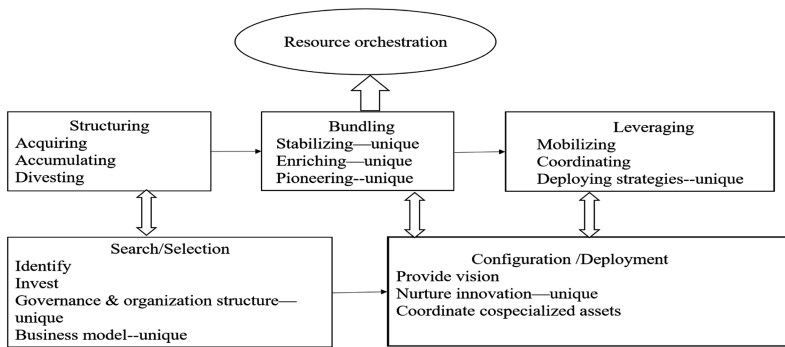 Resource orchestration
Structuring
Acquiring
Accumulating
Divesting
Bundling
Stabilizing—unique
Enriching—unique
Pioneering--unique
Leveraging
Mobilizing
Coordinating
Deploying strategies--unique
Search/Selection
Identify
Invest
Governance & organization structure—
unique
Business model--unique
Configuration /Deployment
Provide vision
Nurture innovation—unique
Coordinate cospecialized assets